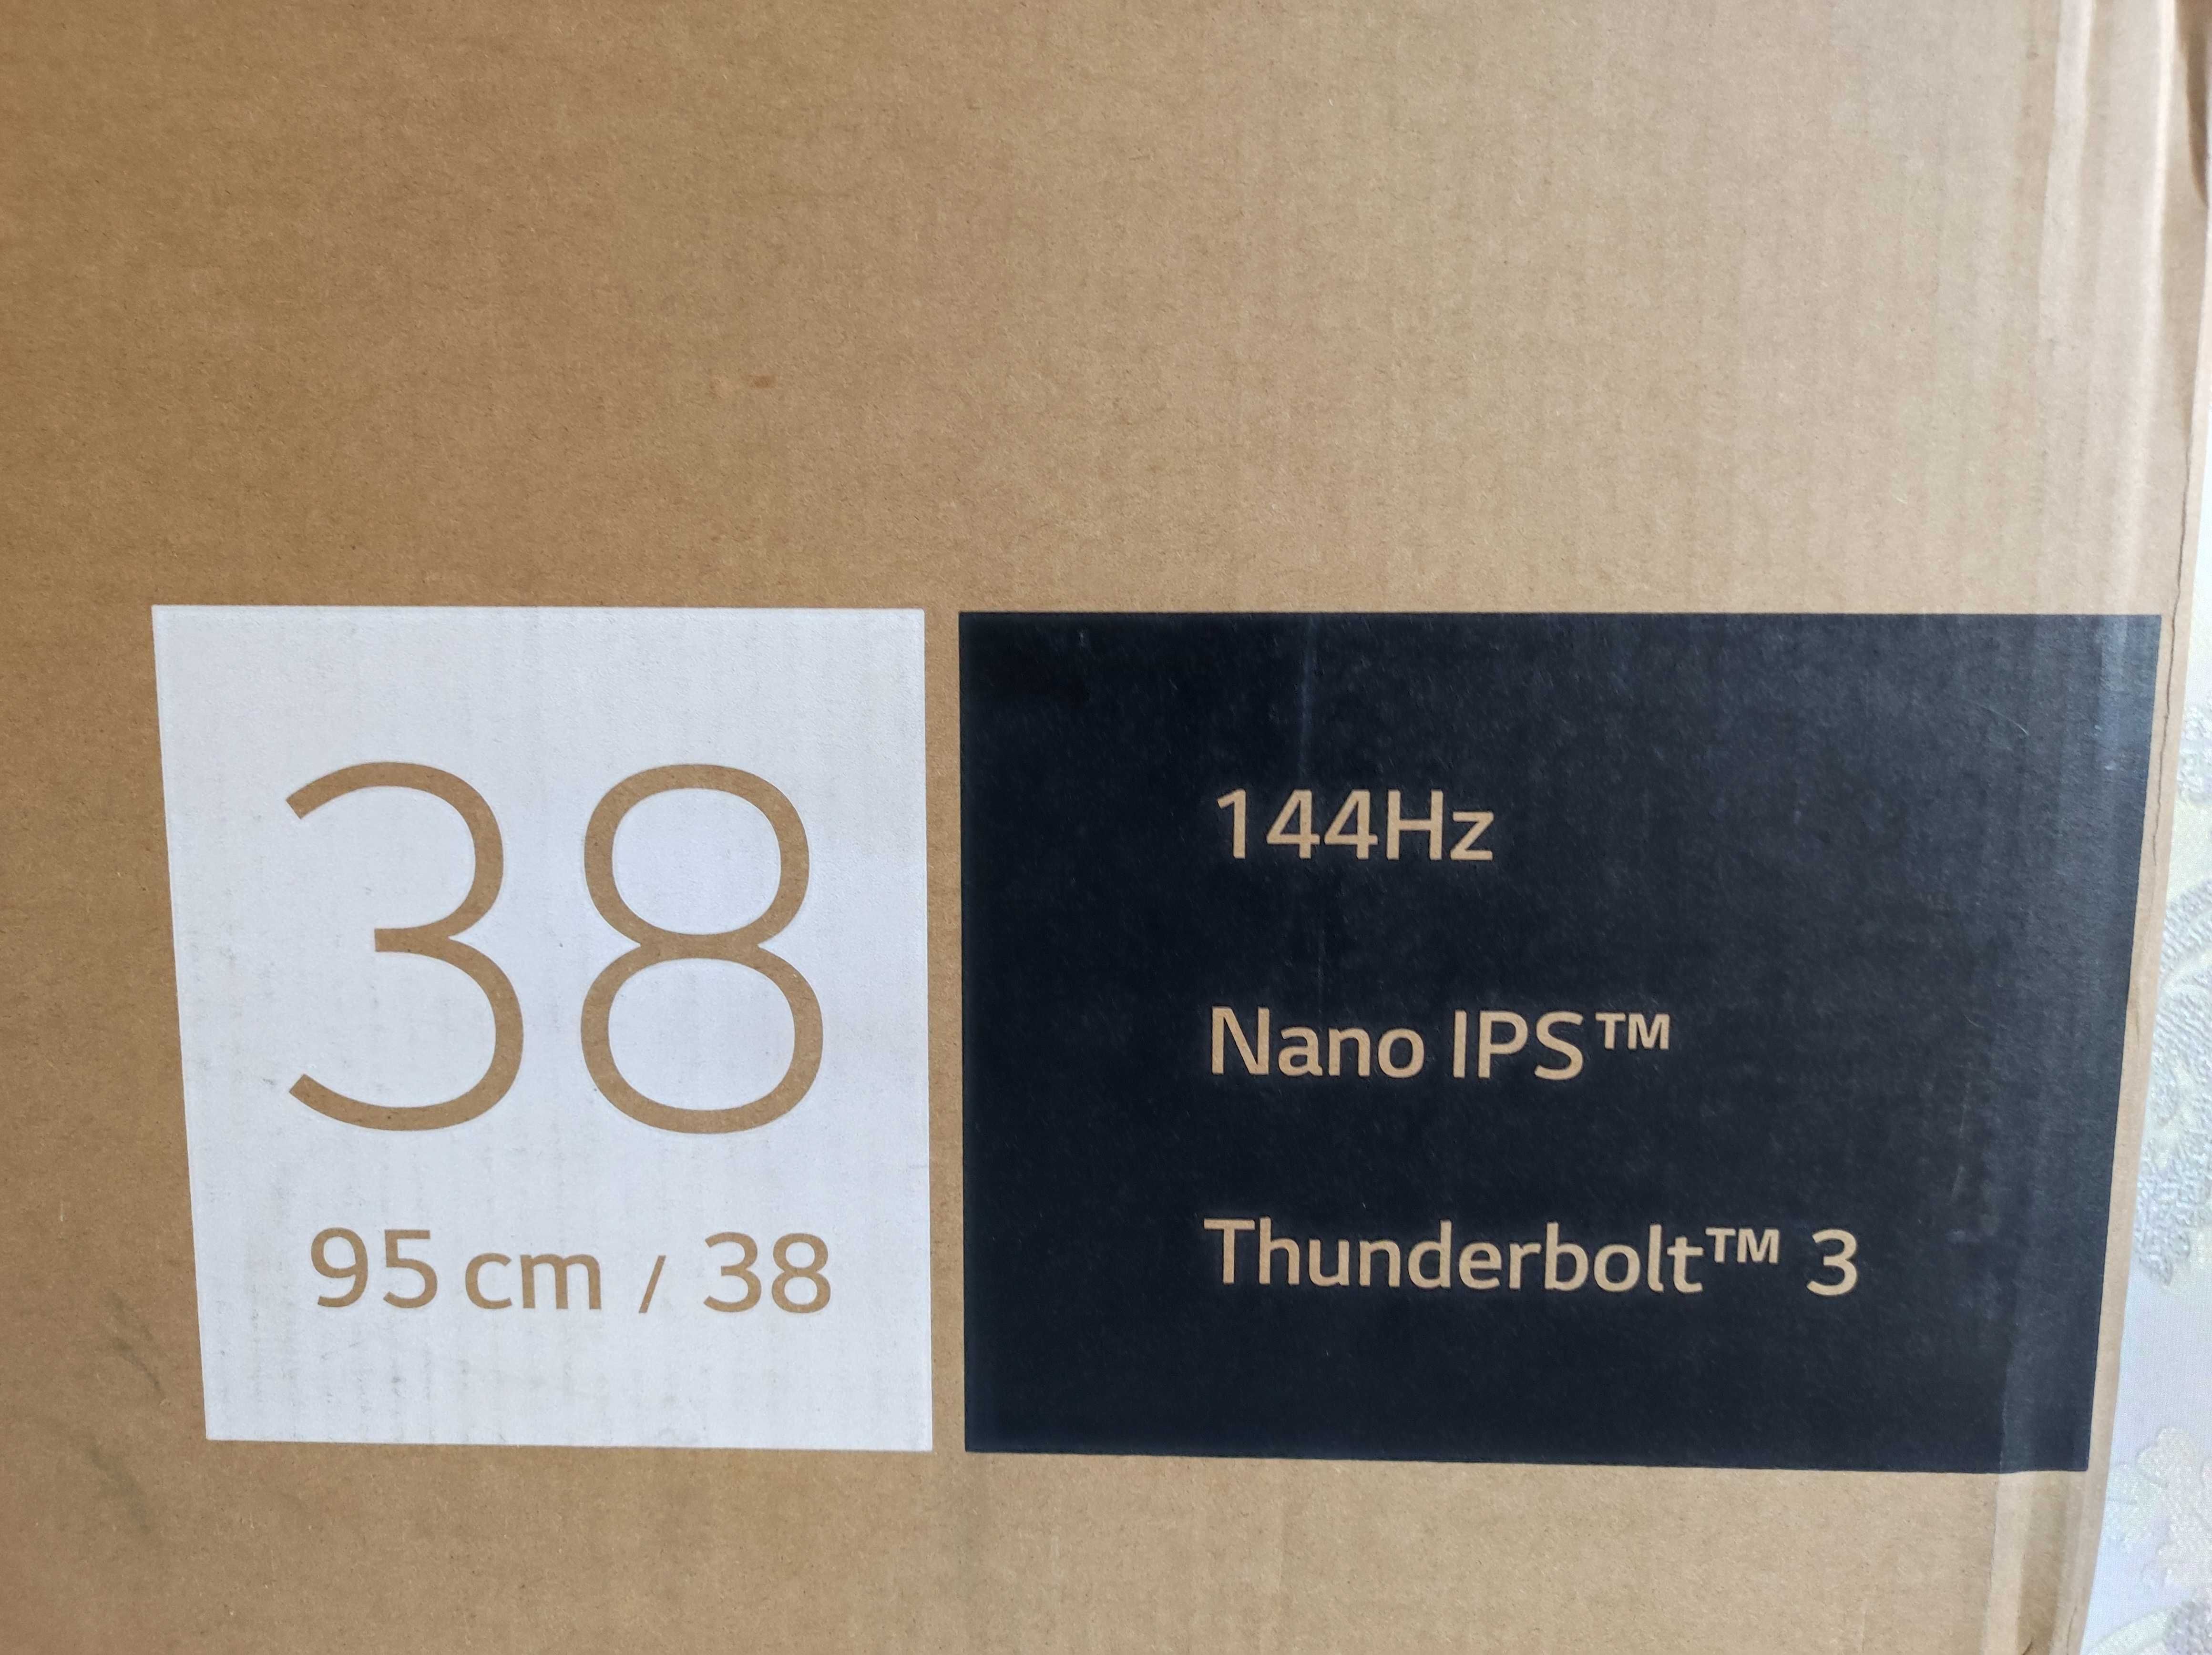 38
95 cm / 38
144Hz
Nano IPS™
Thunderbolt™ 3